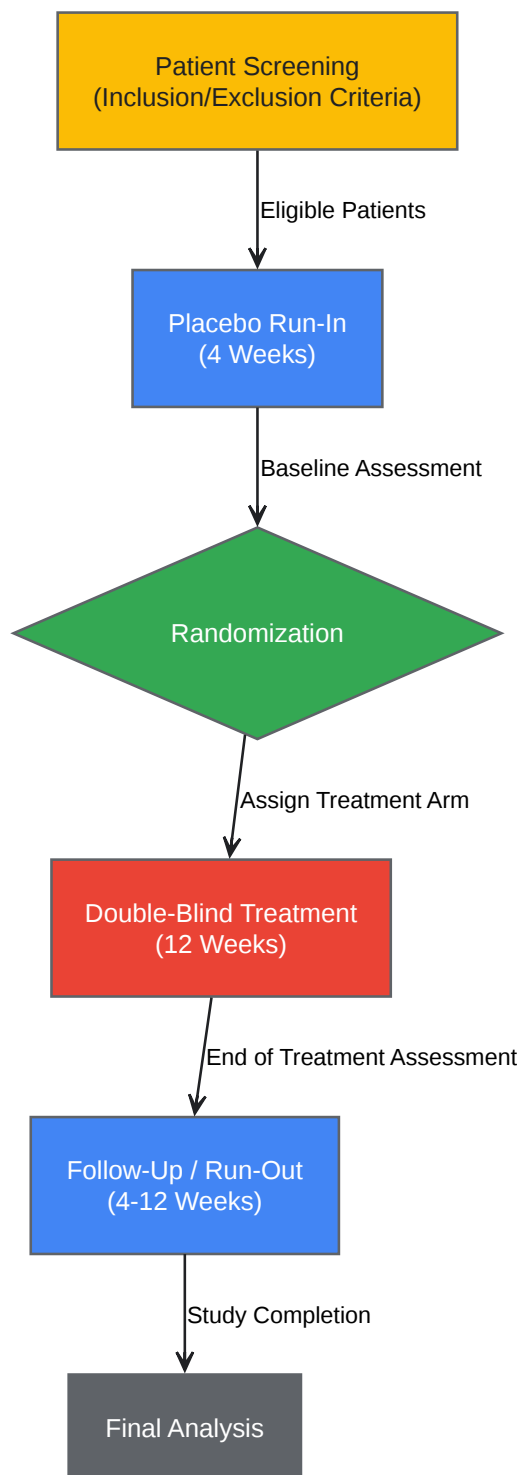 Patient Screening
(Inclusion/Exclusion Criteria)
Eligible Patients
Placebo Run-In
(4 Weeks)
Baseline Assessment
Randomization
Assign Treatment Arm
Double-Blind Treatment
(12 Weeks)
End of Treatment Assessment
Follow-Up / Run-Out
(4-12 Weeks)
Study Completion
Final Analysis